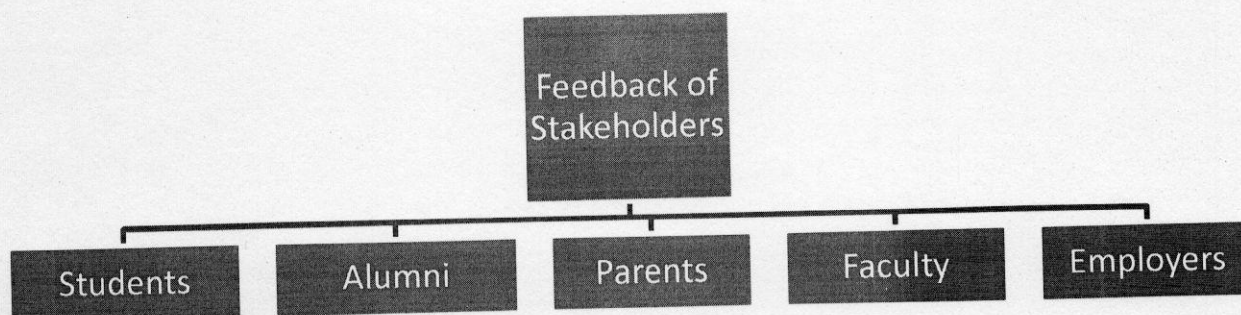 Feedback of
Stakeholders
Students
Alumni
Parents
Faculty
Employers